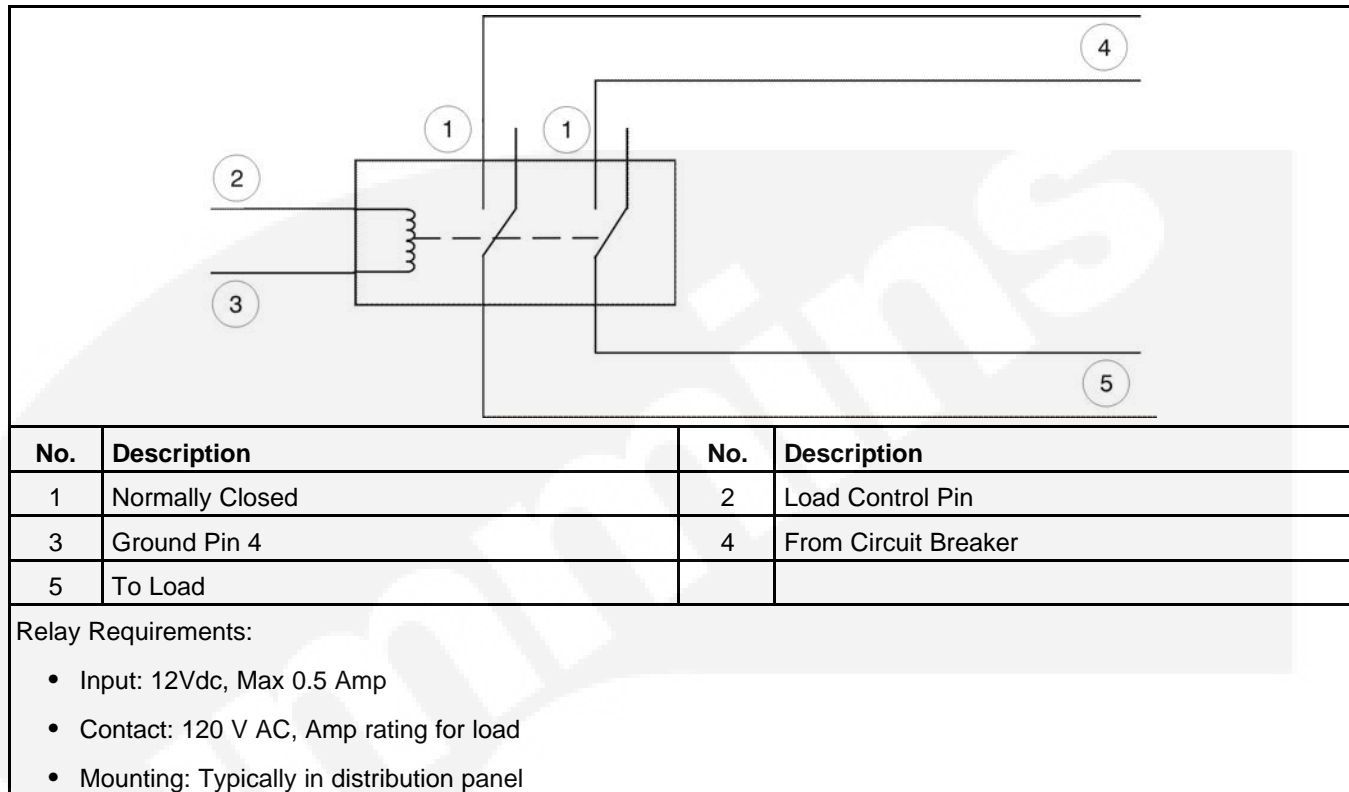 4
1 1
2
3
5
No. Description No. Description
1 Normally Closed 2 Load Control Pin
3 Ground Pin 4 4 From Circuit Breaker
5 To Load
Relay Requirements:
• Input: 12Vdc, Max 0.5 Amp
• Contact: 120 V AC, Amp rating for load
• Mounting: Typically in distribution panel
mmins